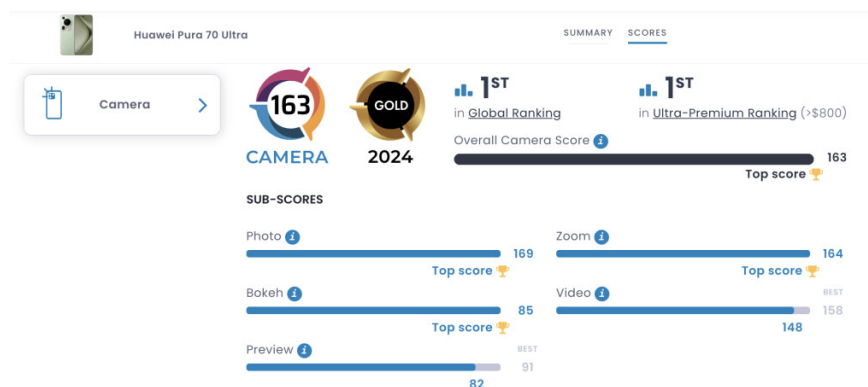 Huawei Pura 70 Ultra
SUMMARY SCORES
Camera
163
CAMERA
GOLD
2024
1ST
in Global Ranking
1ST
in Ultra-Premium Ranking (>$800)
Overall Camera Score
163
Top score
SUB-SCORES
Photo
169
Top score
Zoom
164
Top score
Bokeh
85
Top score
Video
BEST
158
148
Preview
BEST
91
82